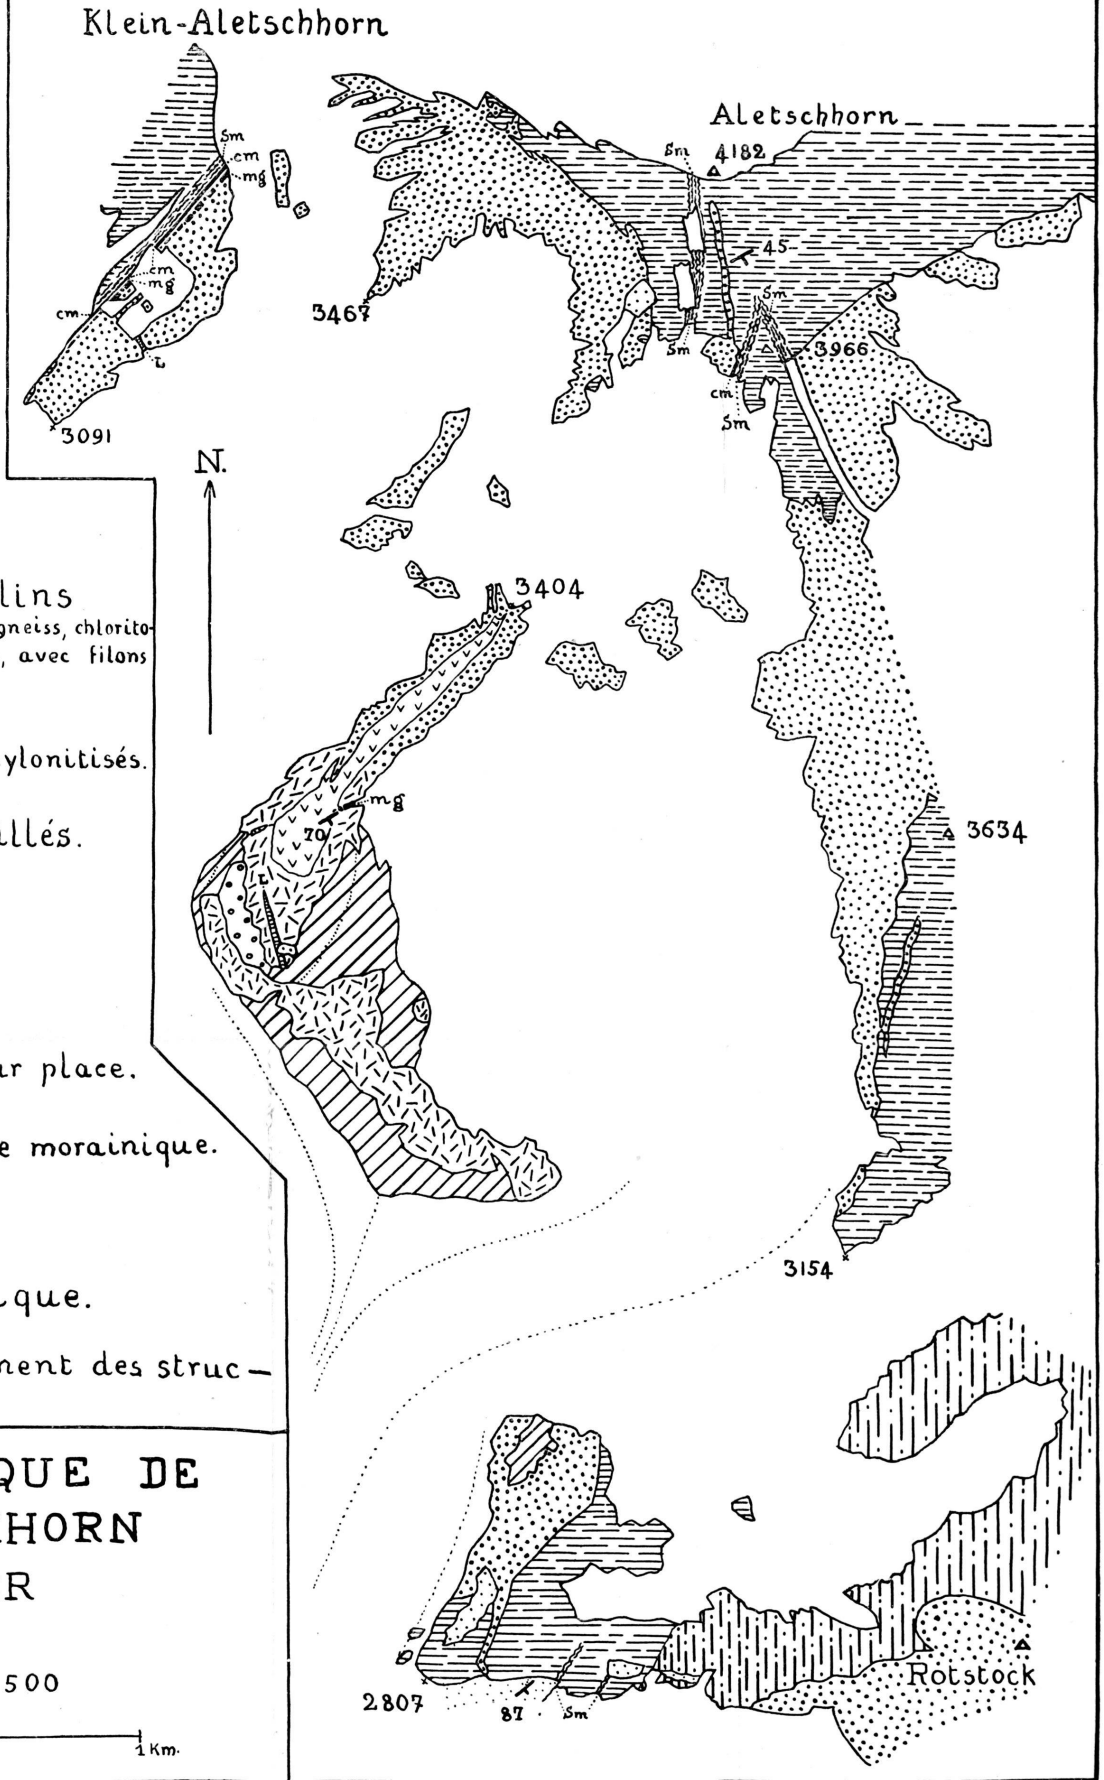 Klein-Aletschhorn
Aletschhorn
Sm
cm
mg
Sm
4182
45
cm
mg
cm
L
3467
Sm
Sm
3966
cm
Sm
3091
N.
lins
gneiss, chlorito-
, avec filons
3404
ylonitisés.
mg
70
llés.
3634
L
r place.
e morainique.
3154
que.
nent des struc-
QUE DE
HORN
R
500
1 Km.
2807
87
Sm
Rotstock